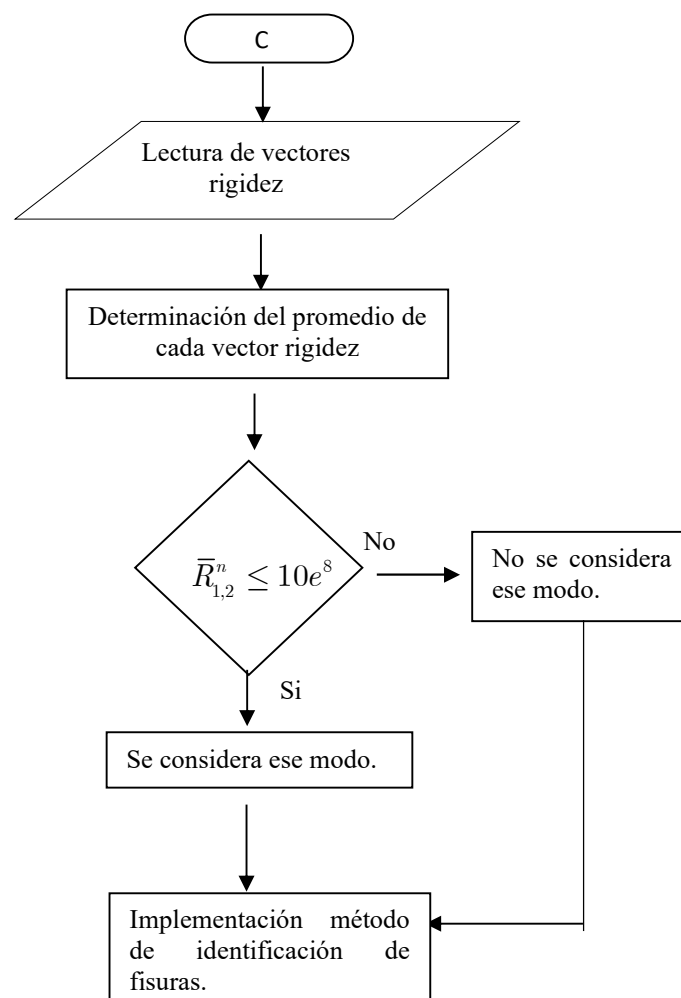 C
Lectura de vectores
rigidez
Determinación del promedio de
cada vector rigidez
R̅ⁿ₁,₂ ≤ 10e⁸
No
No se considera
ese modo.
Si
Se considera ese modo.
Implementación método
de identificación de
fisuras.